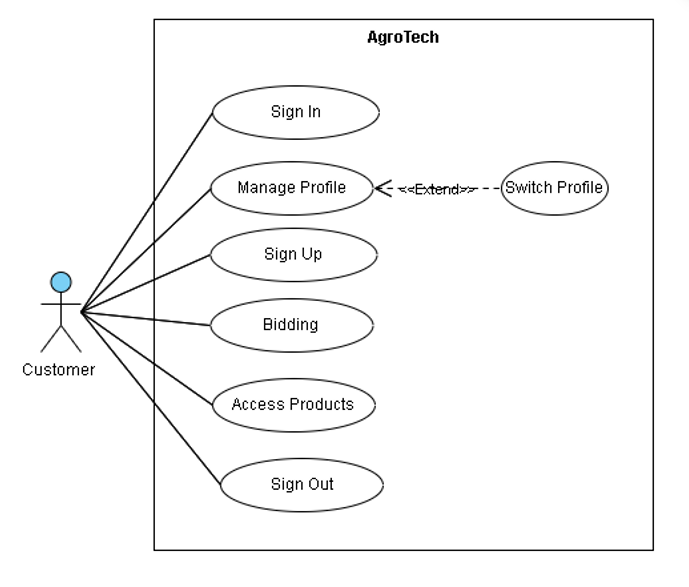 AgroTech
Sign In
Manage Profile
<<Extend>>
Switch Profile
Sign Up
Bidding
Customer
Access Products
Sign Out